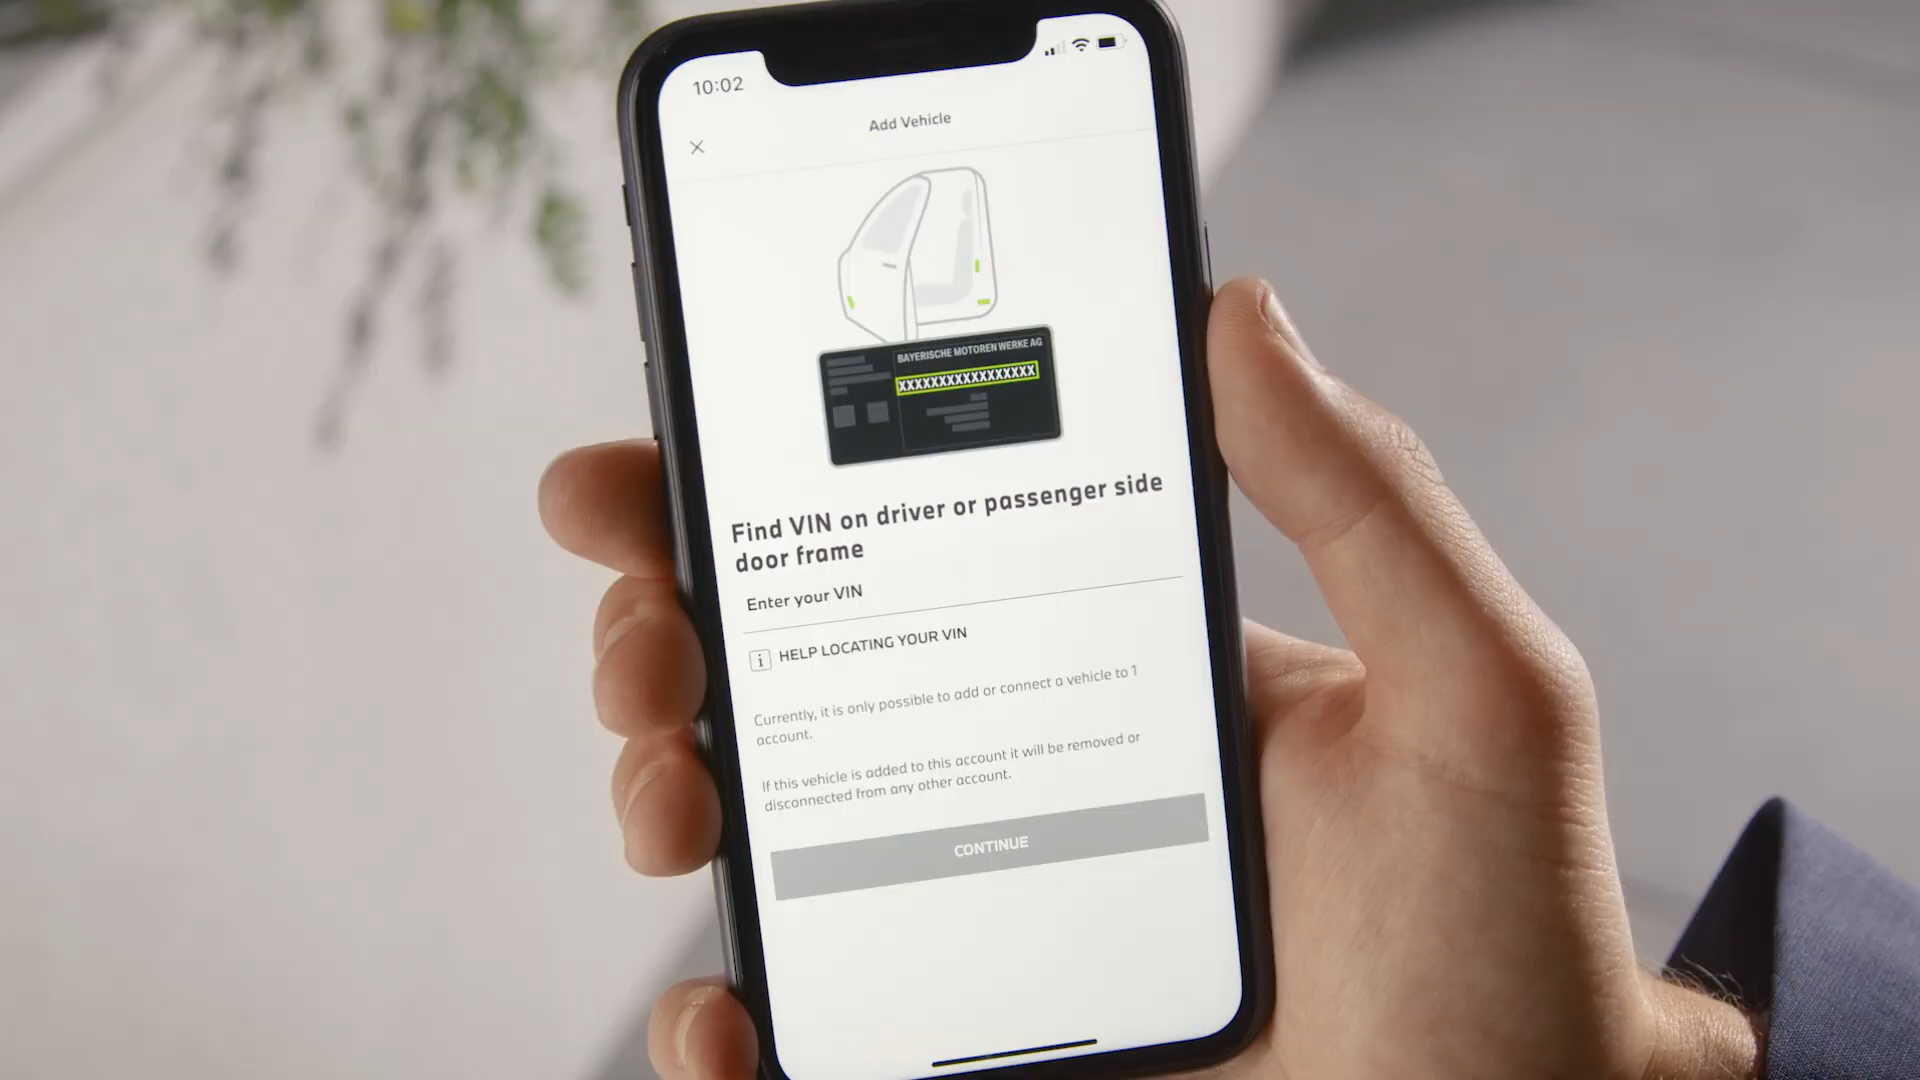 10:02
Add Vehicle
BAYERISCHE MOTOREN WERKE AG
XXXXXXXXXXXXXXXXX
Find VIN on driver or passenger side
door frame
Enter your VIN
i HELP LOCATING YOUR VIN
Currently, it is only possible to add or connect a vehicle to 1
account.
If this vehicle is added to this account it will be removed or
disconnected from any other account.
CONTINUE